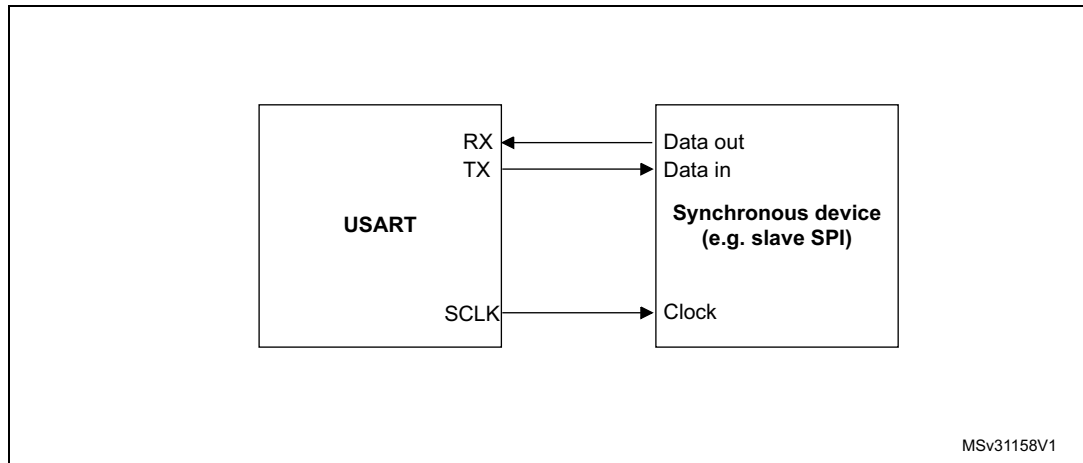 RX
Data out
TX
Data in
USART
Synchronous device
(e.g. slave SPI)
SCLK
Clock
MSv31158V1